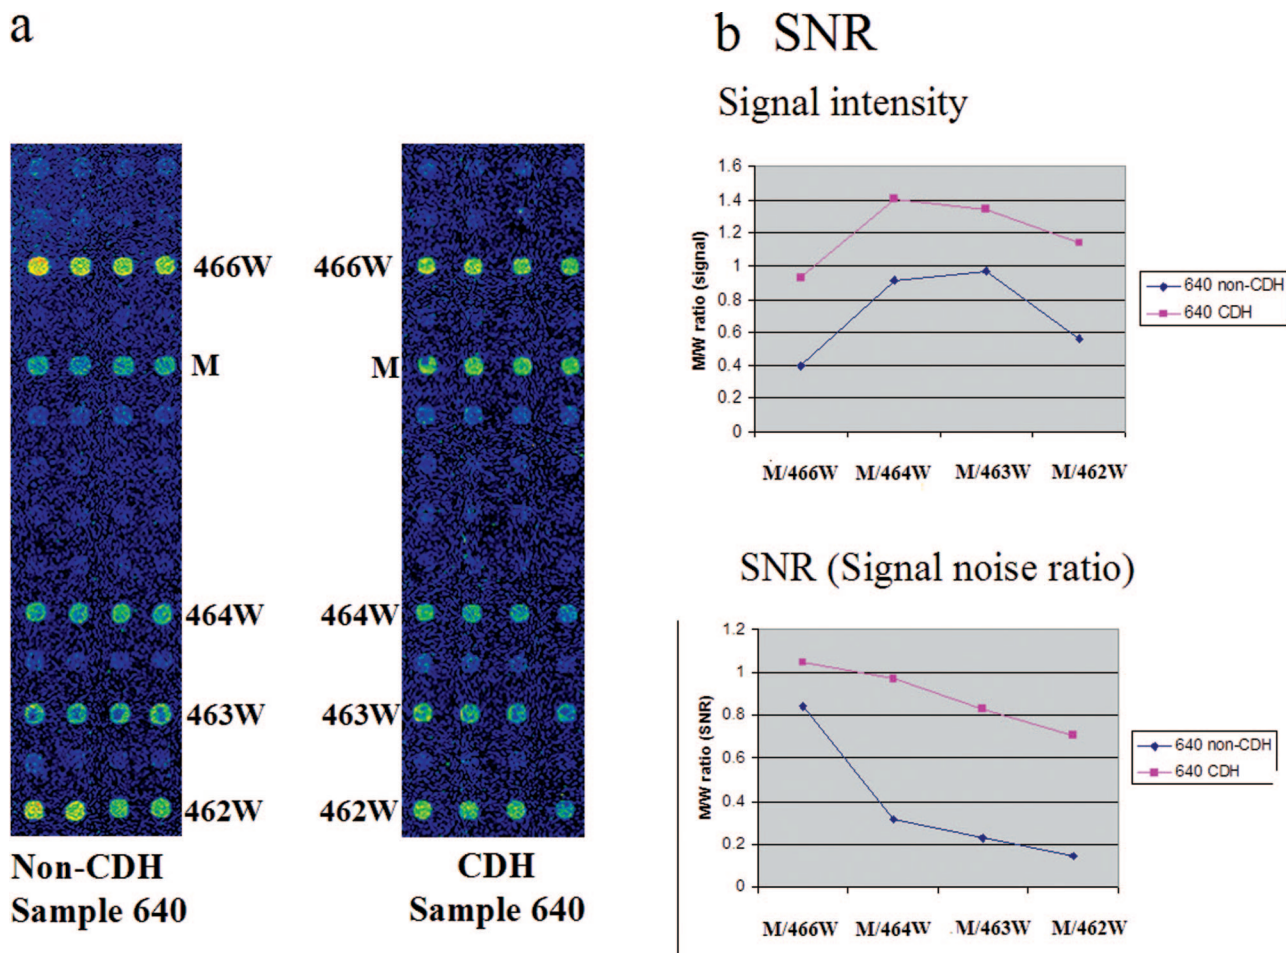 a
466W
M
464W
463W
462W
Non-CDH
Sample 640
466W
M
464W
463W
462W
CDH
Sample 640
b SNR
Signal intensity
1.6
1.4
1.2
1
0.8
0.6
0.4
0.2
0
M/W ratio (signal)
M/466W M/464W M/463W M/462W
640 non-CDH
640 CDH
SNR (Signal noise ratio)
1.2
1
0.8
0.6
0.4
0.2
0
M/W ratio (SNR)
M/466W M/464W M/463W M/462W
640 non-CDH
640 CDH